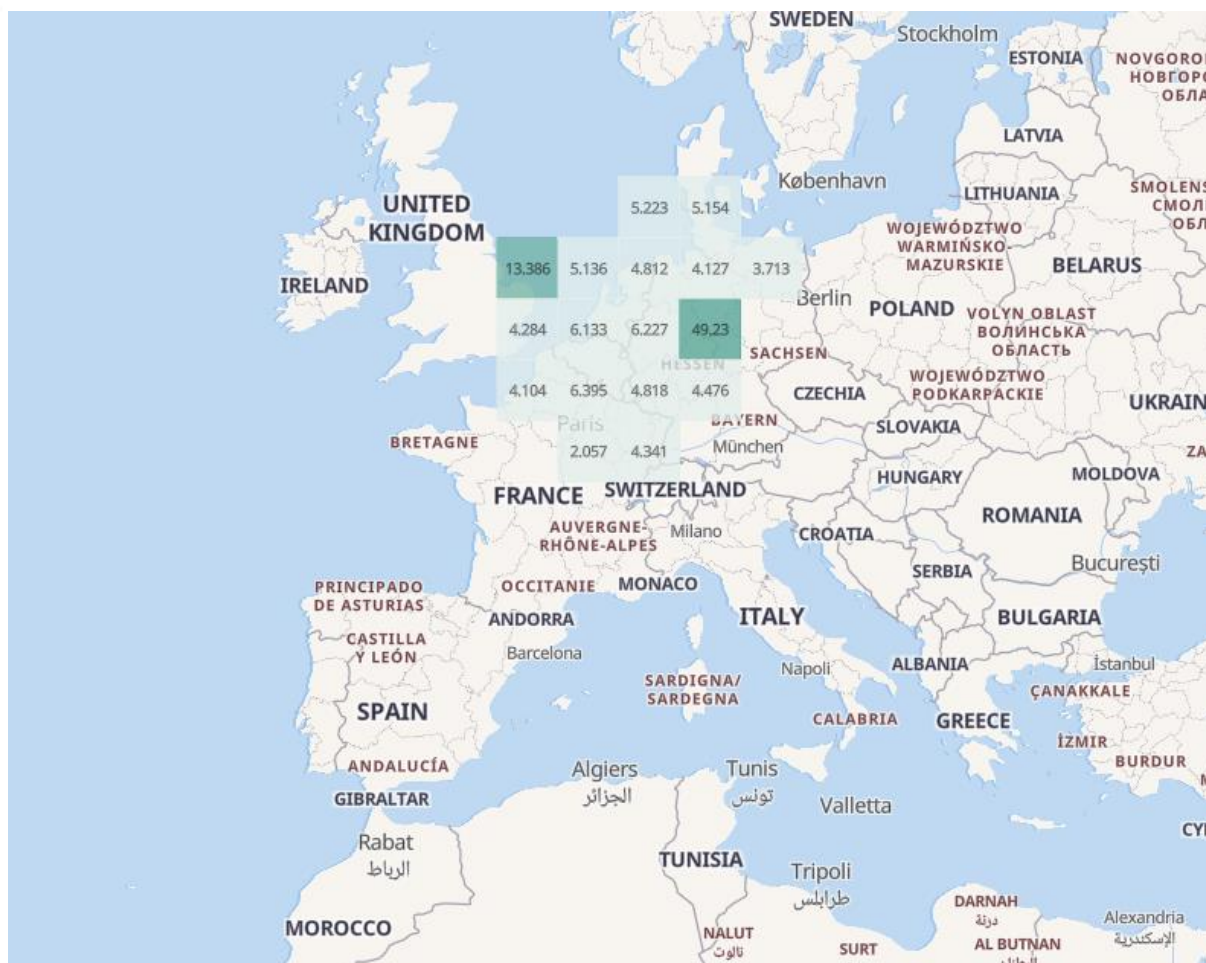 SWEDEN
Stockholm
ESTONIA
NOVGORO
НОВГОРО
ОБЛА
LATVIA
København
LITHUANIA
SMOLENS
СМОЛ
ОБЛ
UNITED
KINGDOM
5.223
5.154
WOJEWÓDZTWO
WARMIŃSKO-
MAZURSKIE
IRELAND
13.386
5.136
4.812
4.127
3.713
BELARUS
Berlin
POLAND
VOLYN OBLAST
ВОЛИНСЬКА
ОБЛАСТЬ
4.284
6.133
6.227
49,23
SACHSEN
HESSEN
WOJEWÓDZTWO
PODKARPACKIE
4.104
6.395
4.818
4.476
CZECHIA
UKRAIN
Paris
BAYERN
SLOVAKIA
BRETAGNE
München
ZA
2.057
4.341
HUNGARY
MOLDOVA
FRANCE
SWITZERLAND
ROMANIA
AUVERGNE-
RHÔNE-ALPES
Milano
CROATIA
SERBIA
București
PRINCIPADO
DE ASTURIAS
OCCITANIE
MONACO
ANDORRA
ITALY
BULGARIA
CASTILLA
Y LEÓN
Barcelona
Napoli
ALBANIA
İstanbul
SARDIGNA/
SARDEGNA
ÇANAKKALE
SPAIN
CALABRIA
GREECE
İZMIR
BURDUR
ANDALUCÍA
Algiers
الجزائر
Tunis
تونس
GIBRALTAR
Valletta
Rabat
الرباط
CY
TUNISIA
Tripoli
طرابلس
MOROCCO
DARNAH
درنة
Alexandria
الإسكندرية
NALUT
نالوت
SURT
AL BUTNAN